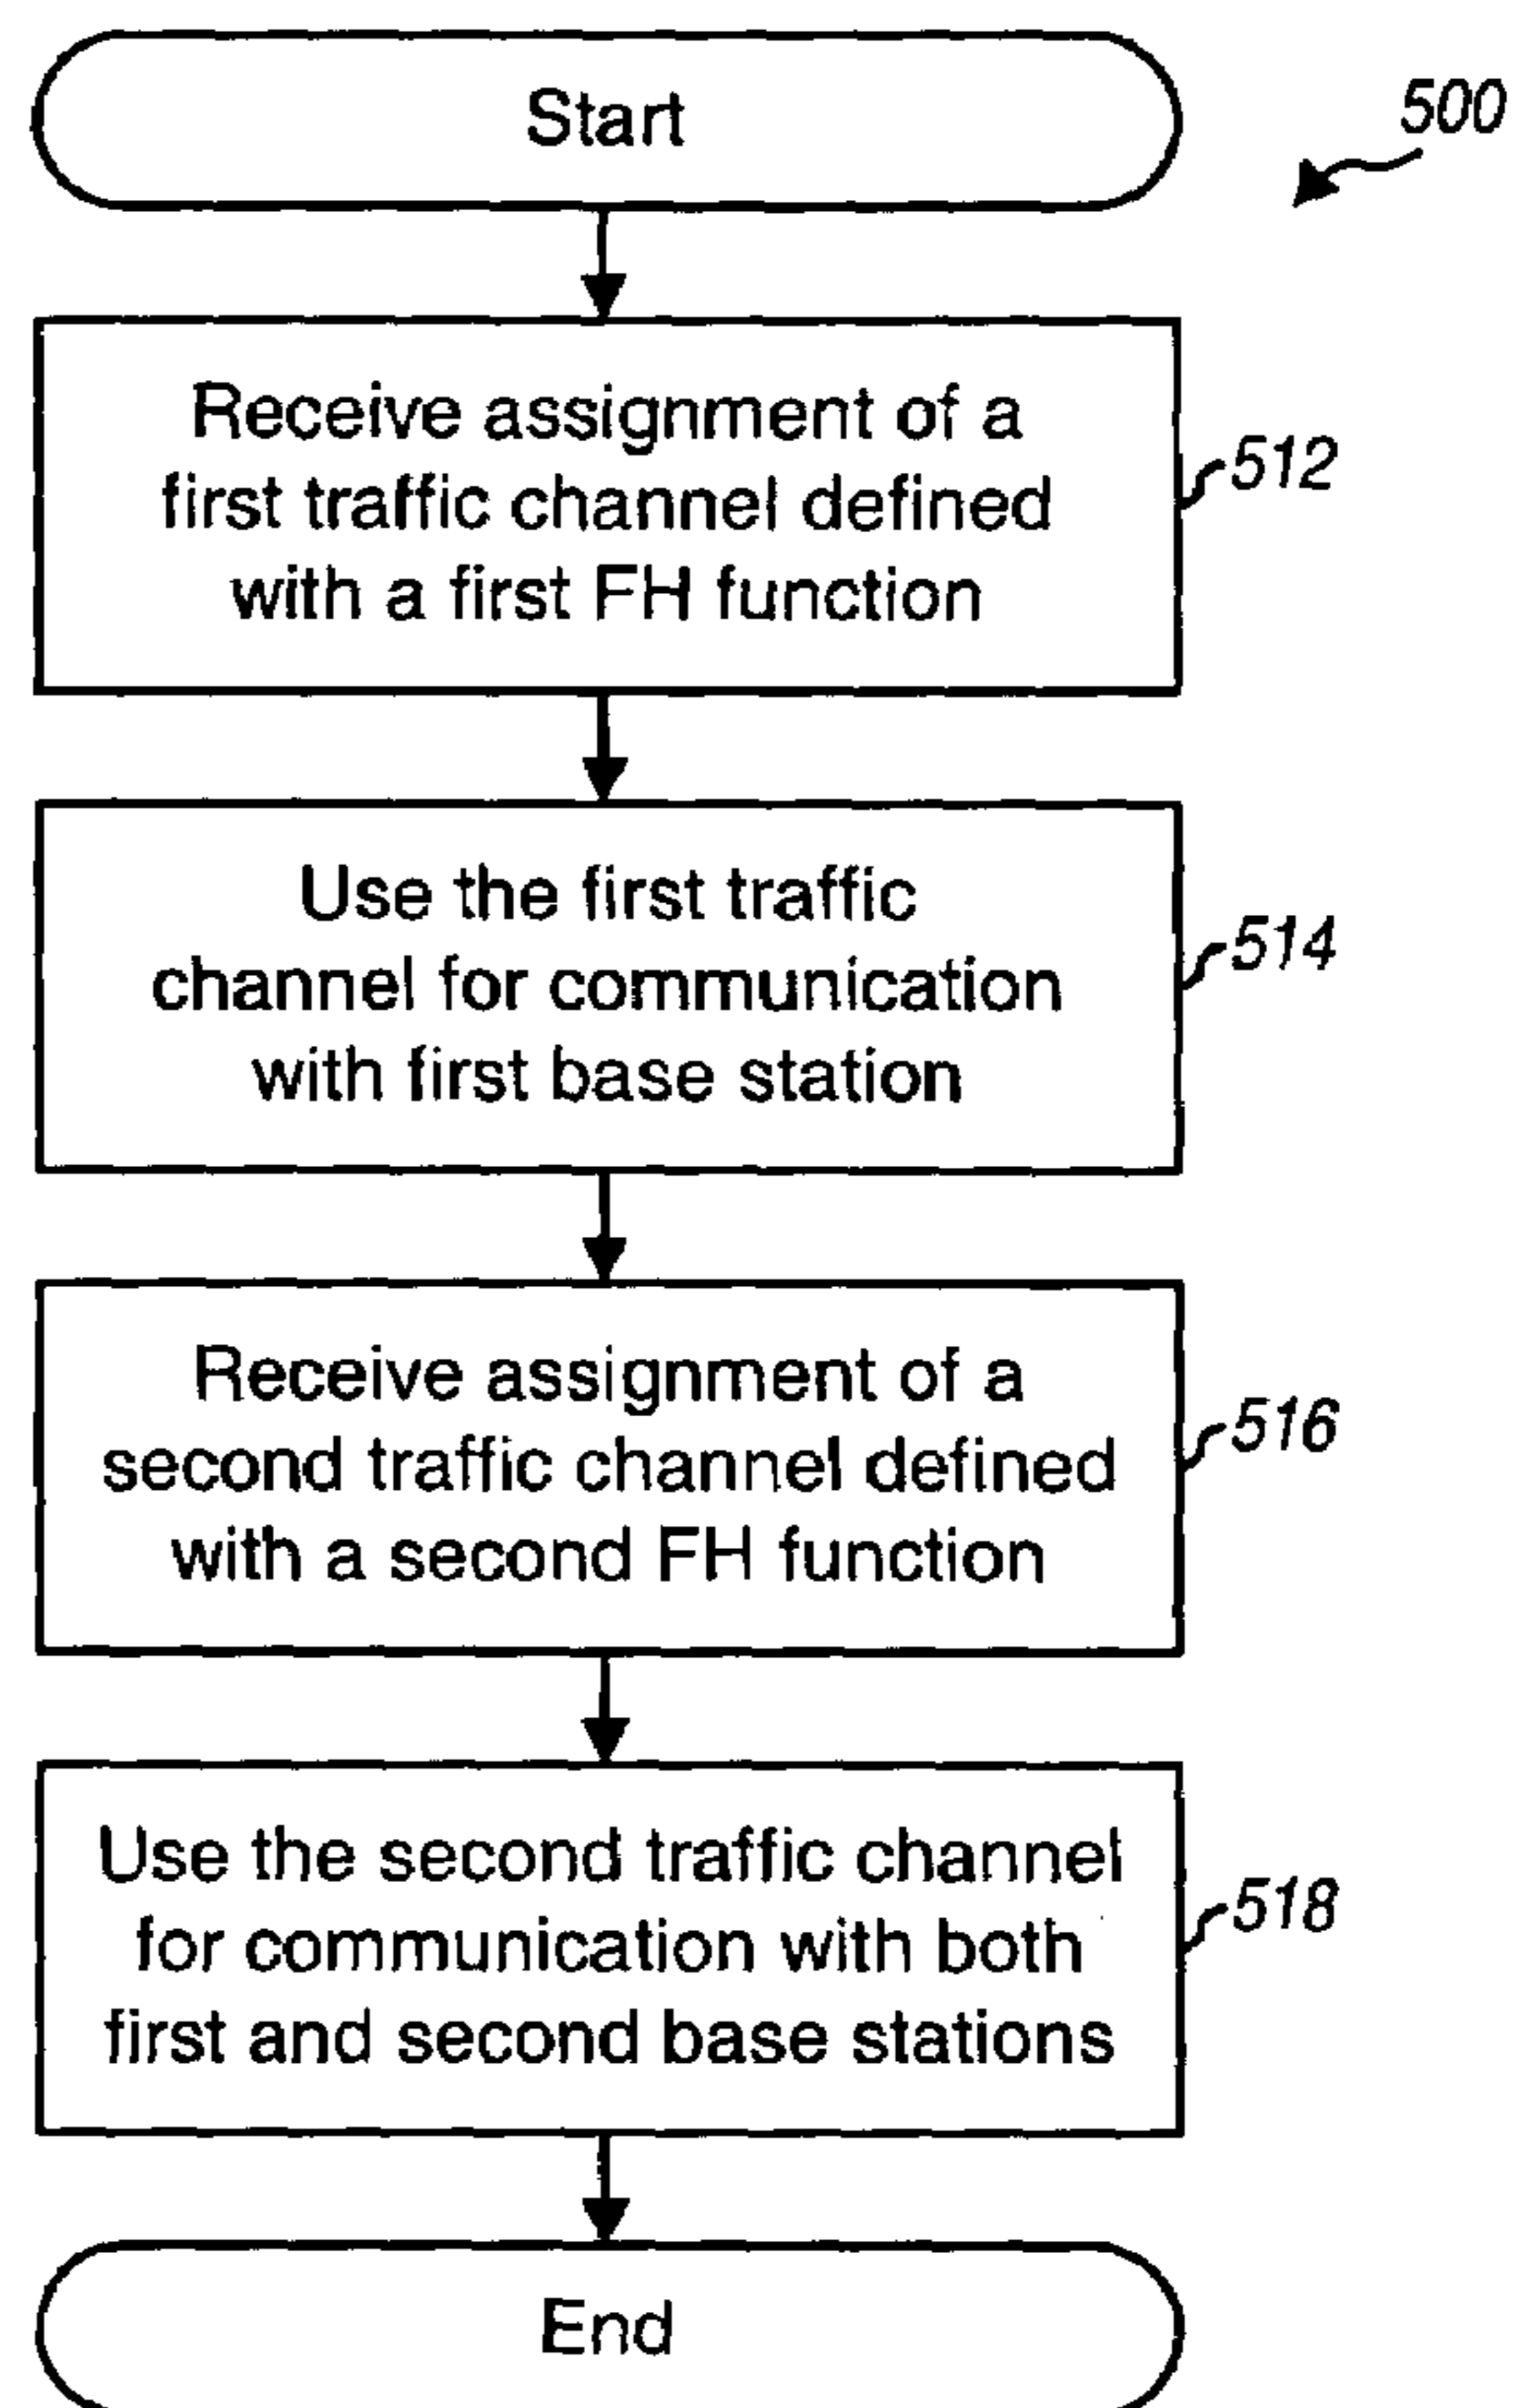 Start
500
Receive assignment of a
first traffic channel defined
with a first FH function
512
Use the first traffic
channel for communication
with first base station
514
Receive assignment of a
second traffic channel defined
with a second FH function
516
Use the second traffic channel
for communication with both
first and second base stations
518
End